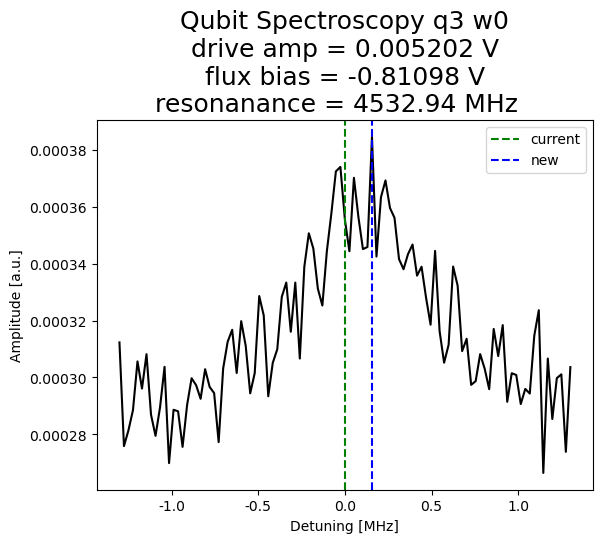 Qubit Spectroscopy q3 w0
drive amp = 0.005202 V
flux bias = -0.81098 V
resonanance = 4532.94 MHz
current
new
0.00038
0.00036
0.00034
0.00032
0.00030
0.00028
Amplitude [a.u.]
-1.0 -0.5 0.0 0.5 1.0
Detuning [MHz]